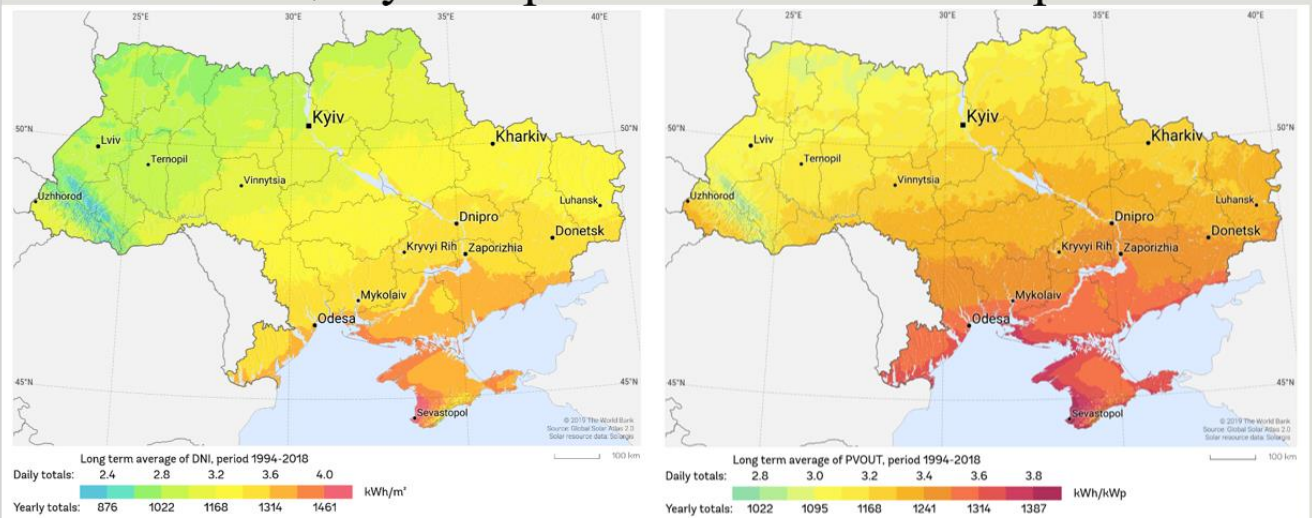 25°E 30°E 35°E 40°E
50°N 50°N
45°N 45°N
Kyiv
Kharkiv
Lviv
Ternopil
Vinnytsia
Uzhhorod
Luhansk
Dnipro
Donetsk
Kryvyi Rih
Zaporizhia
Mykolaiv
Odesa
Sevastopol
© 2019 The World Bank
Source: Global Solar Atlas 2.0
Solar resource data: Solargis
100 km
Long term average of DNI, period 1994-2018
Daily totals: 2.4 2.8 3.2 3.6 4.0
kWh/m²
Yearly totals: 876 1022 1168 1314 1461
25°E 30°E 35°E 40°E
50°N 50°N
45°N 45°N
Kyiv
Kharkiv
Lviv
Ternopil
Vinnytsia
Uzhhorod
Luhansk
Dnipro
Donetsk
Kryvyi Rih
Zaporizhia
Mykolaiv
Odesa
Sevastopol
© 2019 The World Bank
Source: Global Solar Atlas 2.0
Solar resource data: Solargis
100 km
Long term average of PVOUT, period 1994-2018
Daily totals: 2.8 3.0 3.2 3.4 3.6 3.8
kWh/kWp
Yearly totals: 1022 1095 1168 1241 1314 1387